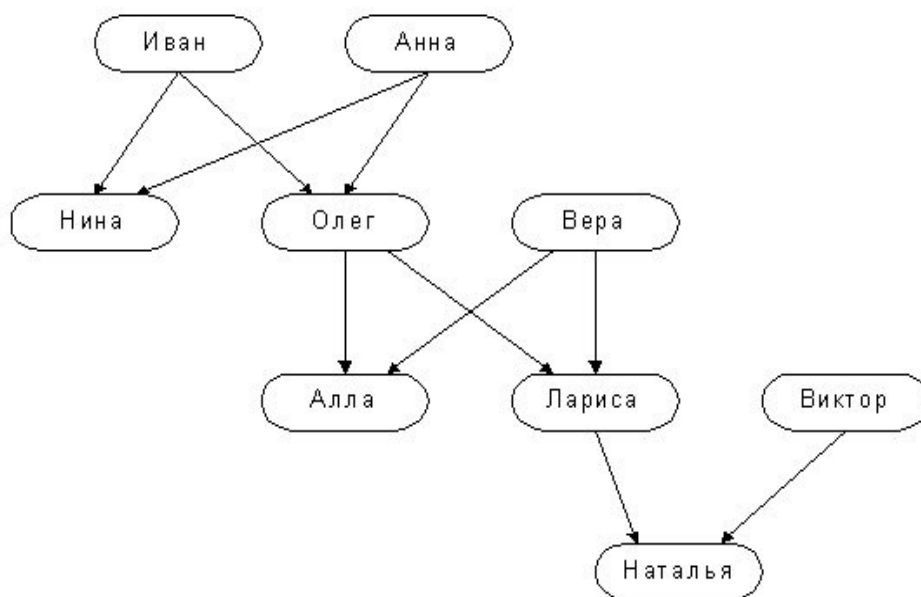 Иван
Анна
Нина
Олег
Вера
Алла
Лариса
Виктор
Наталья